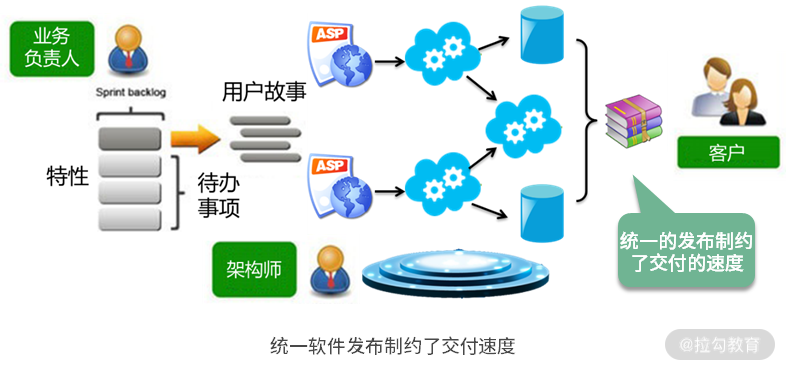 业务
负责人
Sprint backlog
特性
待办
事项
用户故事
ASP
ASP
架构师
客户
统一的发布制约
了交付的速度
统一软件发布制约了交付速度
@拉勾教育